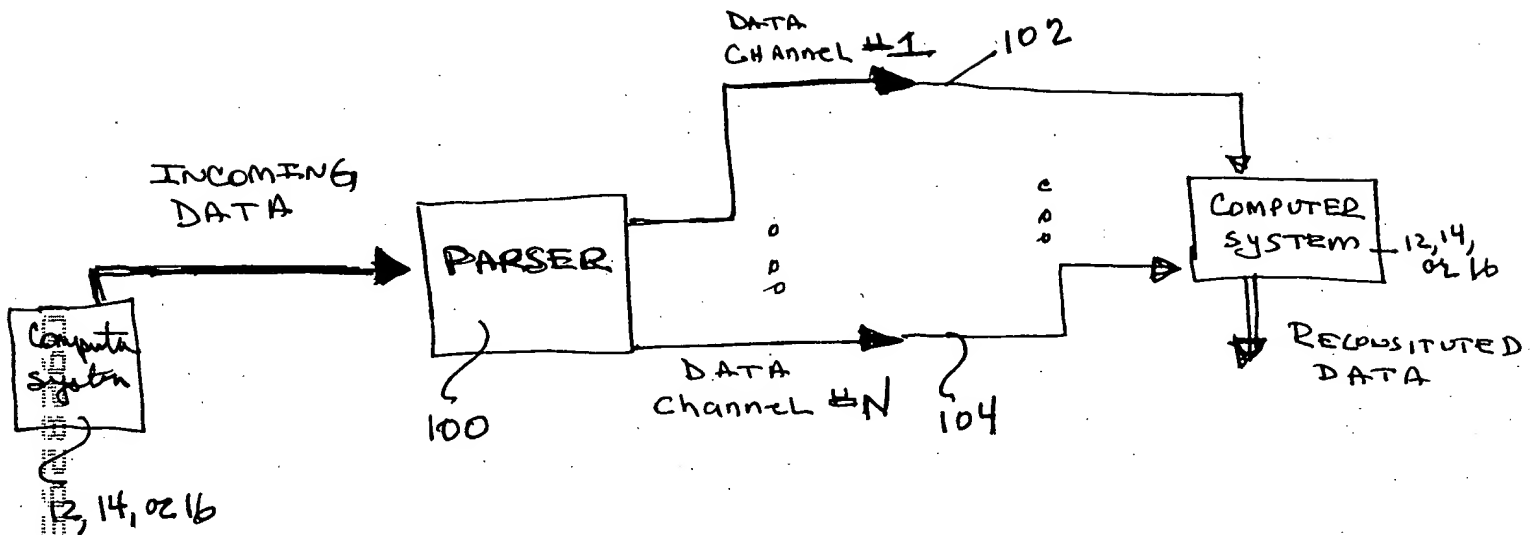 DATA
CHANNEL #1
102
INCOMING
DATA
PARSER
COMPUTER
SYSTEM
12, 14,
or 16
Computer
system
RECONSITUTED
DATA
DATA
Channel #N
100
104
12, 14, or 16